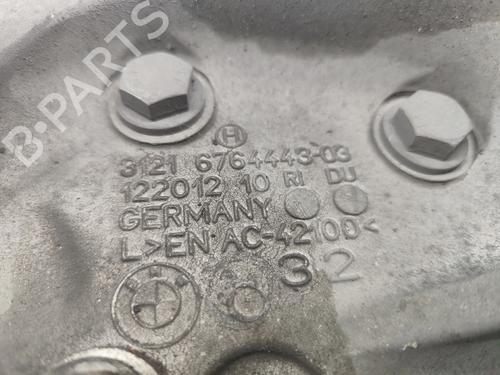 B-PARTS
H
3121 6764443-03
122012 10 RI DU
GERMANY
L>EN AC-42100<
32